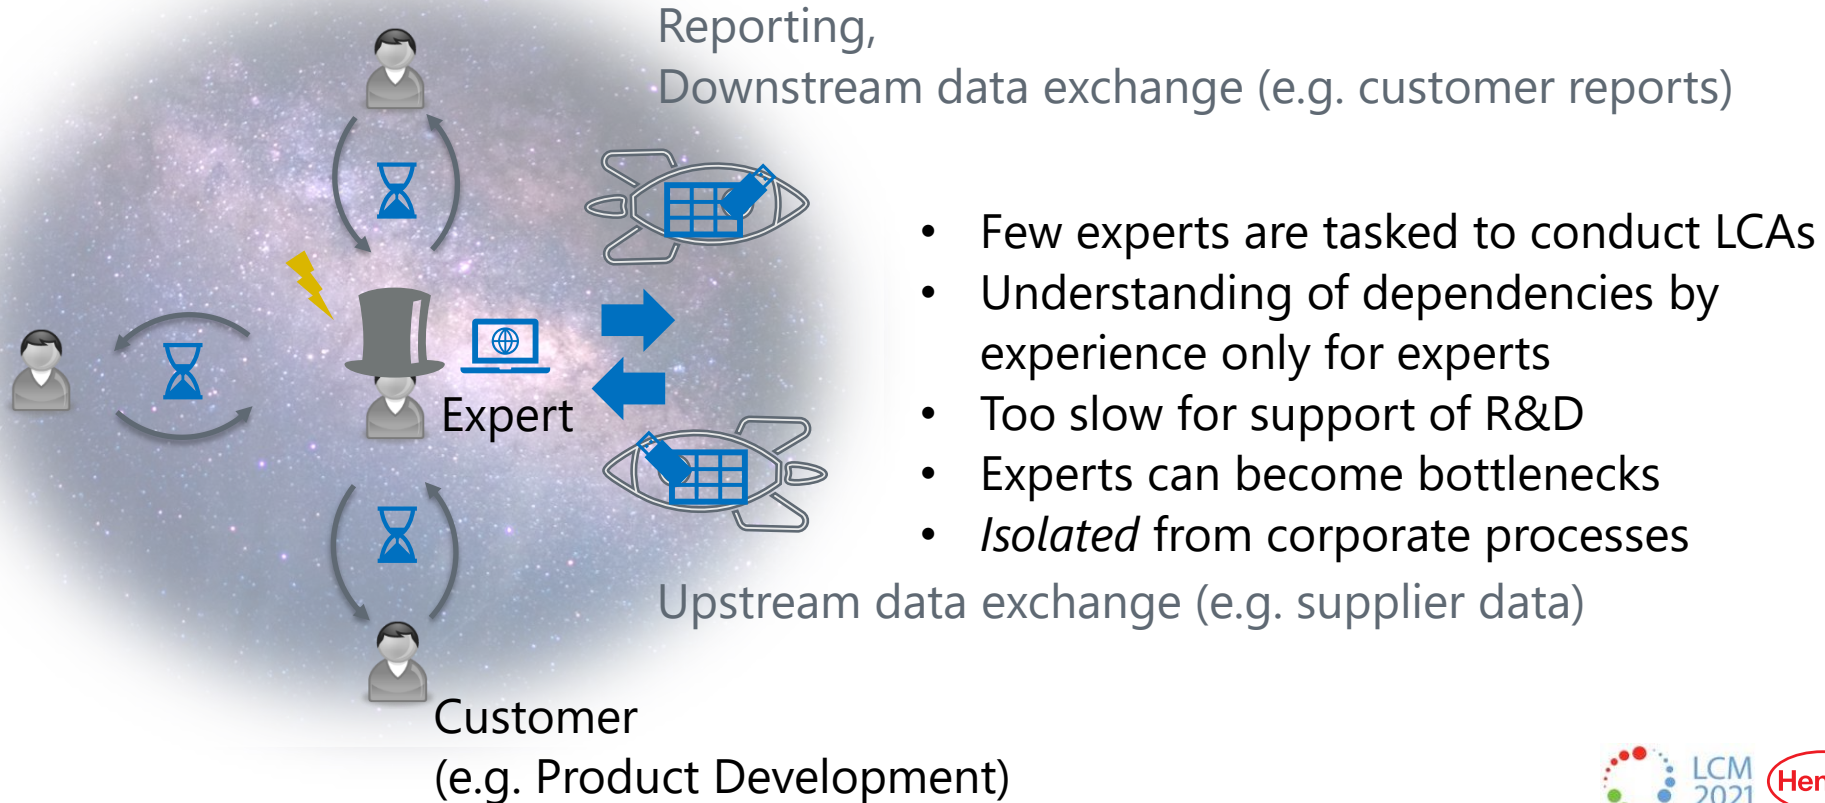 Reporting,
Downstream data exchange (e.g. customer reports)
• Few experts are tasked to conduct LCAs
• Understanding of dependencies by
experience only for experts
• Too slow for support of R&D
• Experts can become bottlenecks
• Isolated from corporate processes
Expert
Upstream data exchange (e.g. supplier data)
Customer
(e.g. Product Development)
LCM
2021
Hen